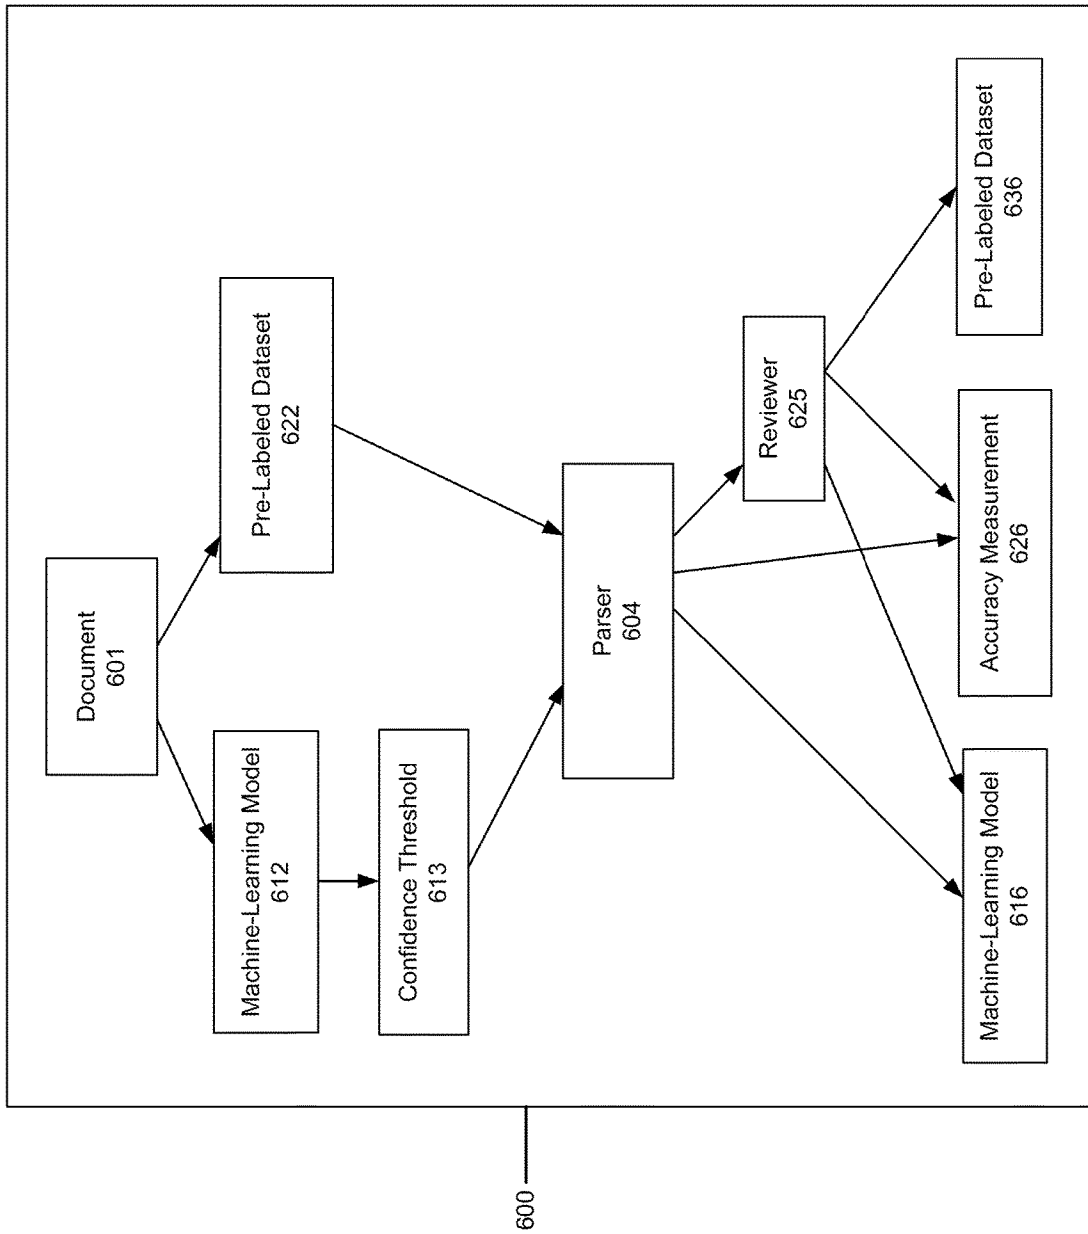 Document
601
Machine-Learning Model
612
Pre-Labeled Dataset
622
Confidence Threshold
613
Parser
604
Reviewer
625
Machine-Learning Model
616
Accuracy Measurement
626
Pre-Labeled Dataset
636
600